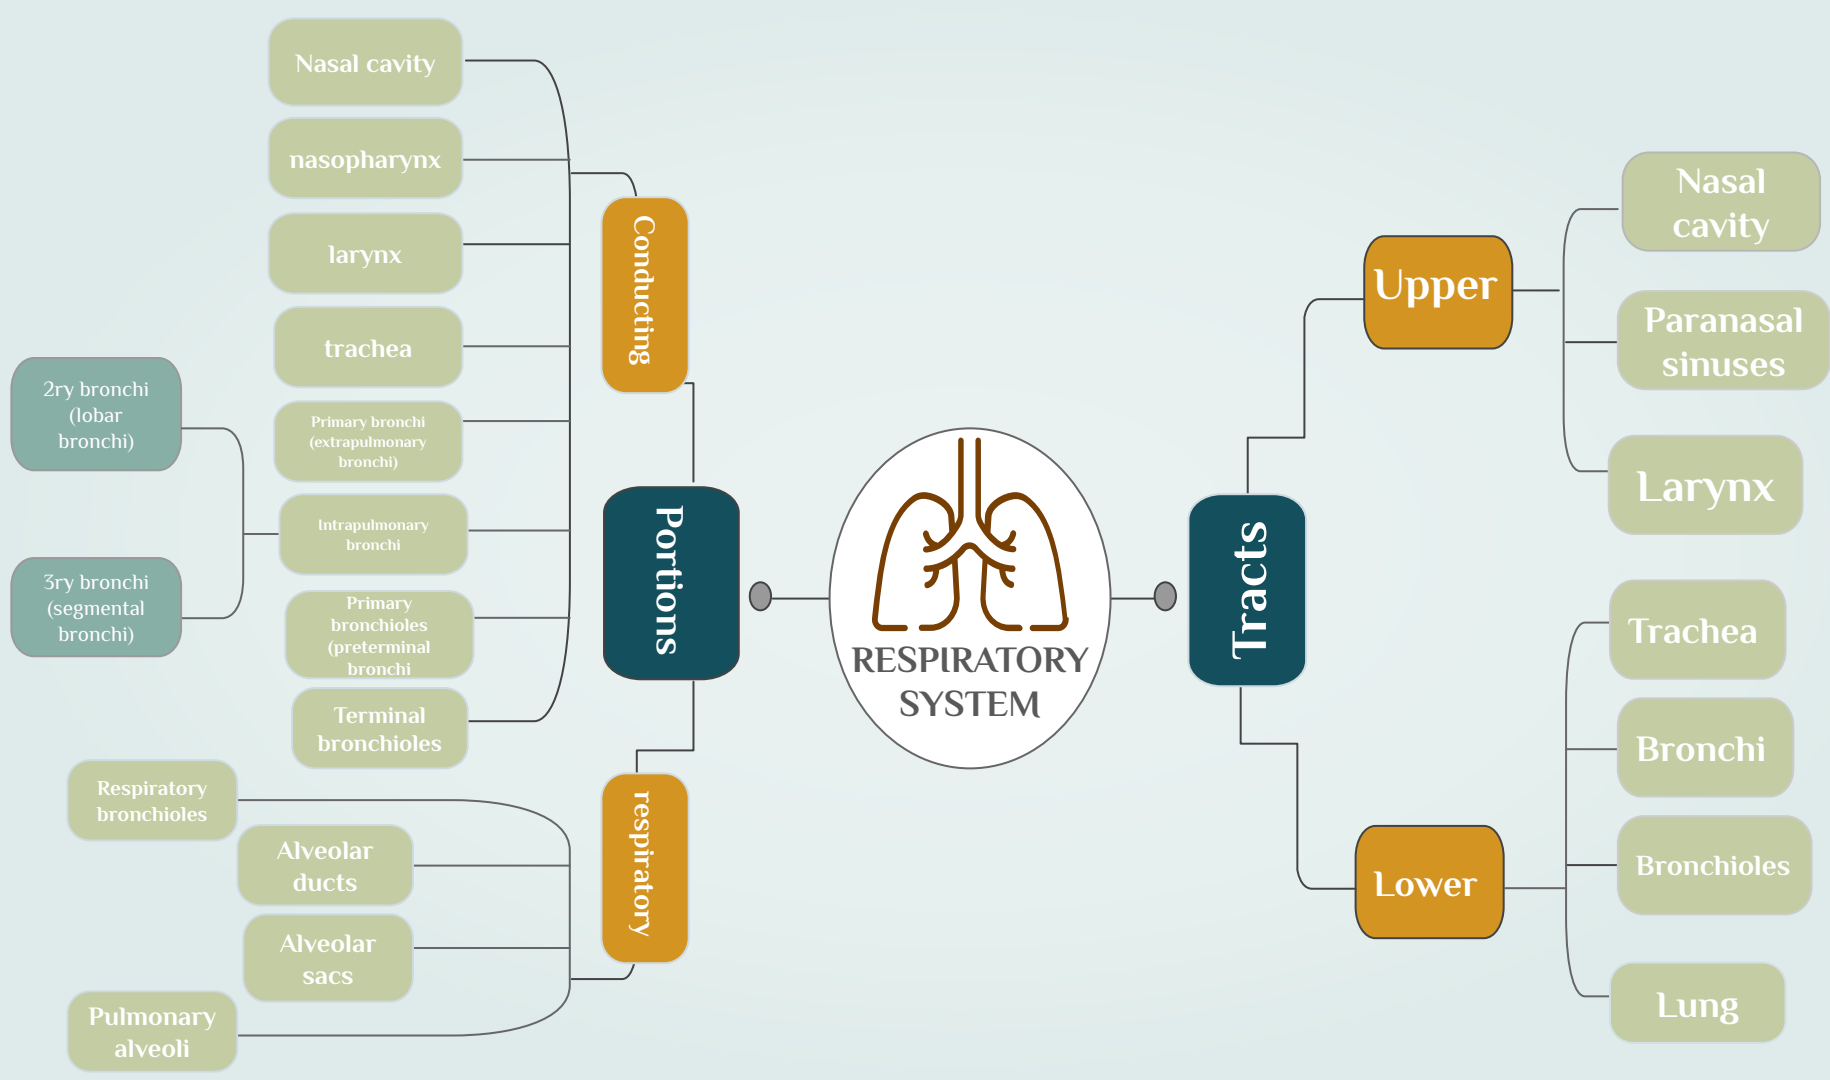 Nasal cavity
nasopharynx
larynx
trachea
Primary bronchi
(extrapulmonary
bronchi)
Intrapulmonary
bronchi
2ry bronchi
(lobar
bronchi)
3ry bronchi
(segmental
bronchi)
Primary
bronchioles
(preterminal
bronchi
Terminal
bronchioles
Conducting
Portions
respiratory
Respiratory
bronchioles
Alveolar
ducts
Alveolar
sacs
Pulmonary
alveoli
RESPIRATORY
SYSTEM
Tracts
Upper
Nasal
cavity
Paranasal
sinuses
Larynx
Lower
Trachea
Bronchi
Bronchioles
Lung